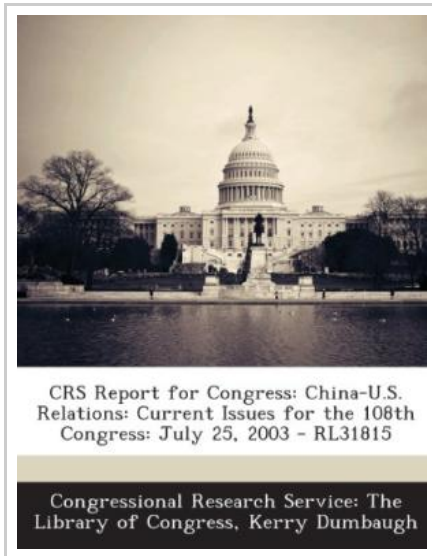 CRS Report for Congress: China-U.S.
Relations: Current Issues for the 108th
Congress: July 25, 2003 - RL31815
Congressional Research Service: The
Library of Congress, Kerry Dumbaugh